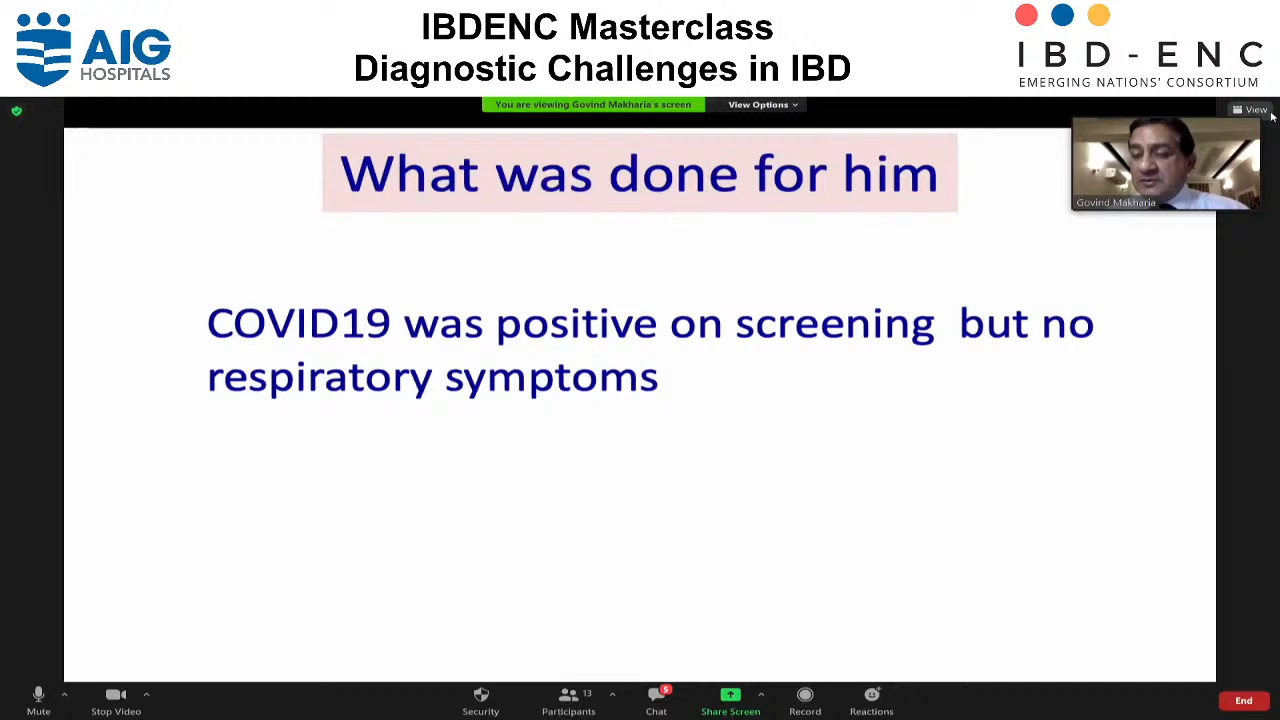 AIG
HOSPITALS
IBDENC Masterclass
Diagnostic Challenges in IBD
IBD-ENC
EMERGING NATIONS' CONSORTIUM
You are viewing Govind Makharia's screen
View Options
View
Govind Makharia
What was done for him
COVID19 was positive on screening but no
respiratory symptoms
Mute
Stop Video
Security
Participants
13
Chat
5
Share Screen
Record
Reactions
End